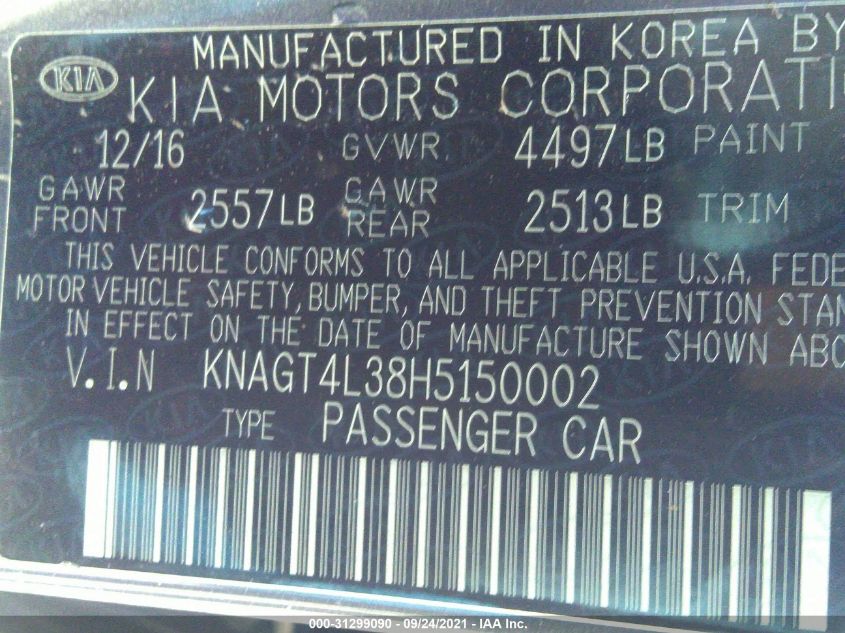 MANUFACTURED IN KOREA BY
KIA
KIA MOTORS CORPORATI
12/16 GVWR 4497LB PAINT
GAWR FRONT 2557LB GAWR REAR 2513LB TRIM
THIS VEHICLE CONFORMS TO ALL APPLICABLE U.S.A. FEDE
MOTOR VEHICLE SAFETY, BUMPER, AND THEFT PREVENTION STAN
IN EFFECT ON THE DATE OF MANUFACTURE SHOWN ABO
V.I.N KNAGT4L38H5150002
TYPE PASSENGER CAR
000-31299090 - 09/24/2021 - IAA Inc.